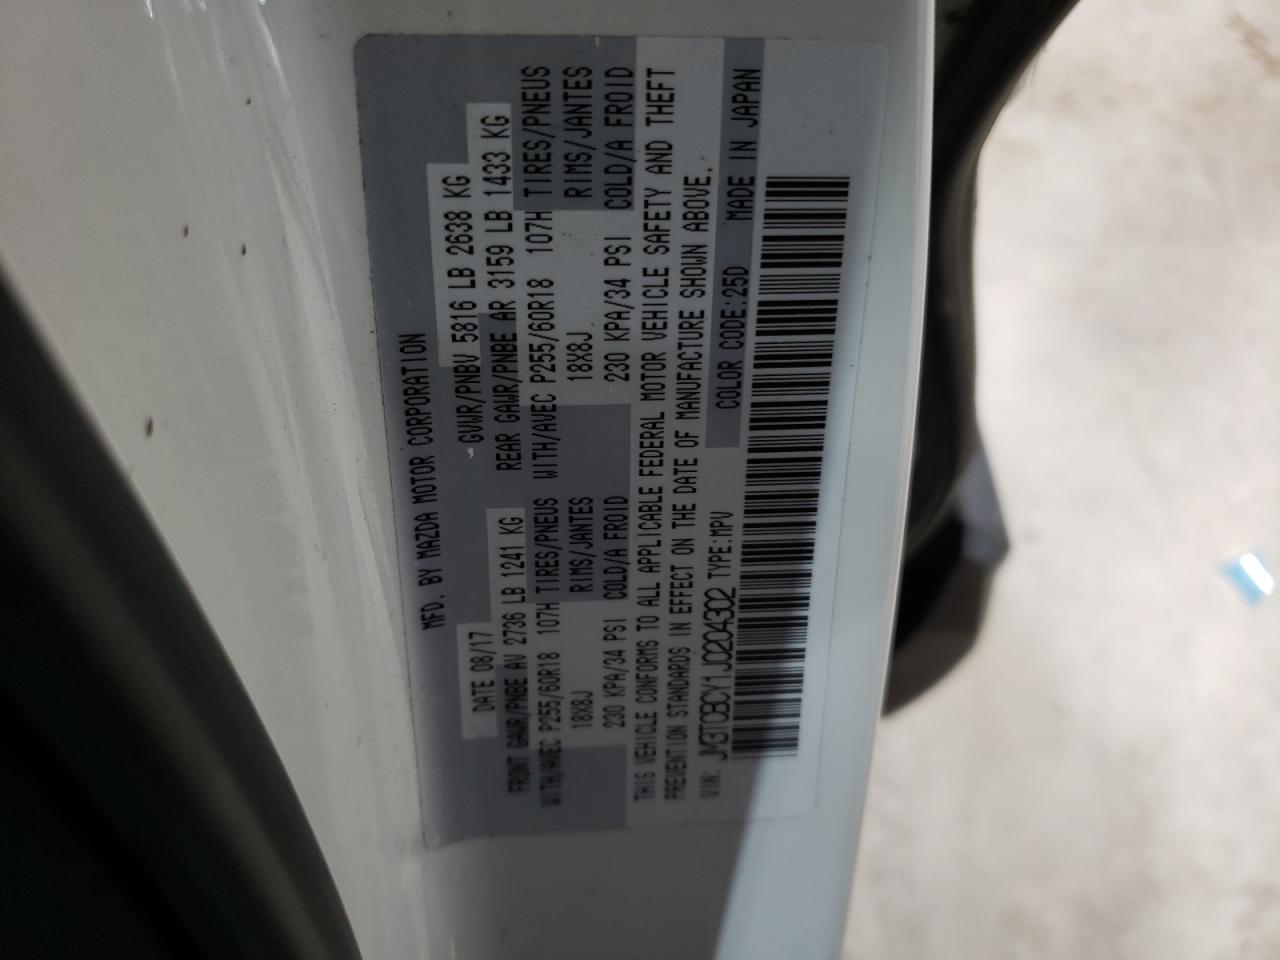 MFD. BY MAZDA MOTOR CORPORATION
DATE 08/17 GVWR/PNBV 5816 LB 2638 KG
FRONT GAWR/PNBE AV 2736 LB 1241 KG REAR GAWR/PNBE AR 3159 LB 1433 KG
WITH/AVEC P255/60R18 107H TIRES/PNEUS WITH/AVEC P255/60R18 107H TIRES/PNEUS
18X8J RIMS/JANTES 18X8J RIMS/JANTES
230 KPA/34 PSI COLD/A FROID 230 KPA/34 PSI COLD/A FROID
THIS VEHICLE CONFORMS TO ALL APPLICABLE FEDERAL MOTOR VEHICLE SAFETY AND THEFT
PREVENTION STANDARDS IN EFFECT ON THE DATE OF MANUFACTURE SHOWN ABOVE.
VIN: JM3TCBCY1J0204302 TYPE:MPV COLOR CODE:25D MADE IN JAPAN